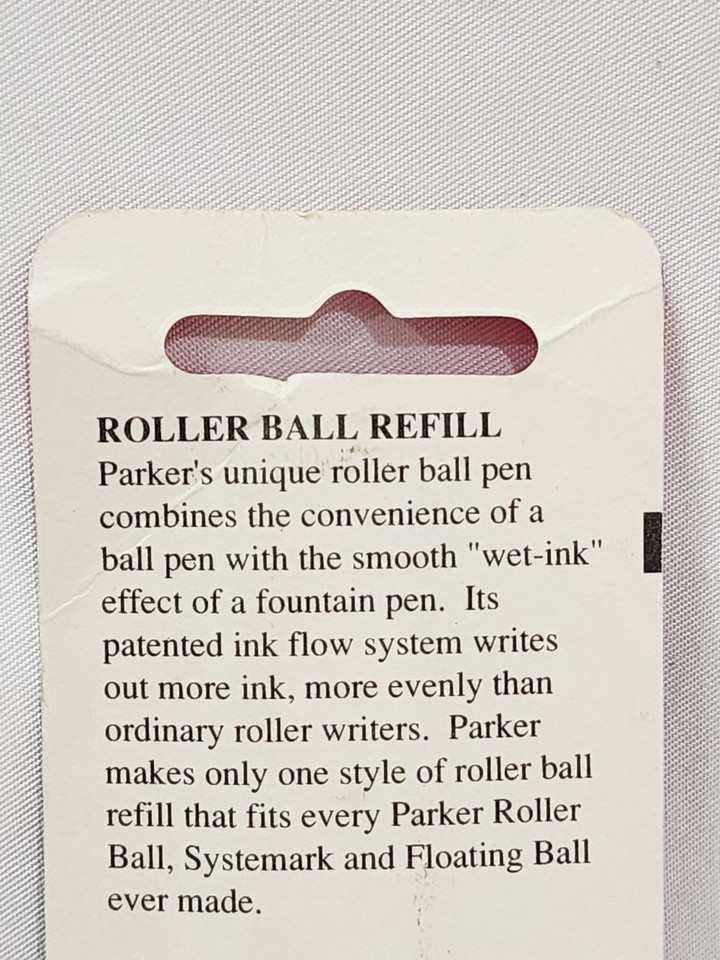 ROLLER BALL REFILL
Parker's unique roller ball pen
combines the convenience of a
ball pen with the smooth "wet-ink"
effect of a fountain pen.  Its
patented ink flow system writes
out more ink, more evenly than
ordinary roller writers.  Parker
makes only one style of roller ball
refill that fits every Parker Roller
Ball, Systemark and Floating Ball
ever made.